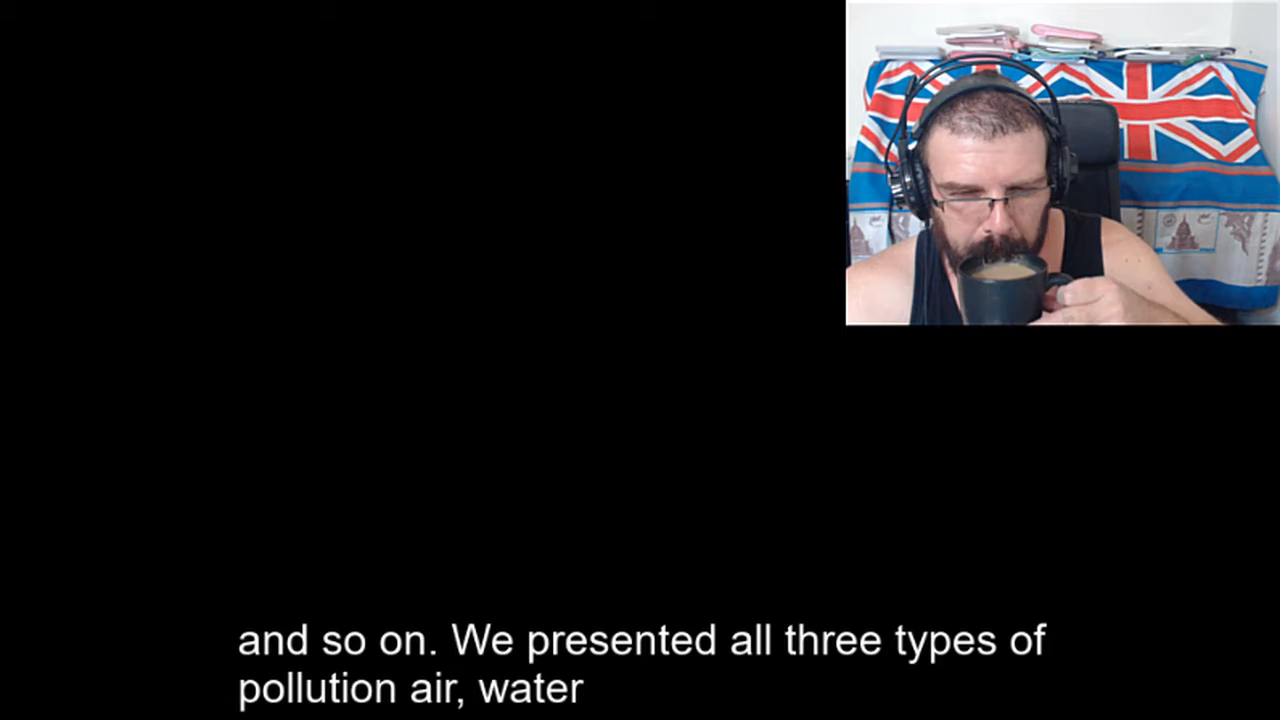 and so on. We presented all three types of
pollution air, water